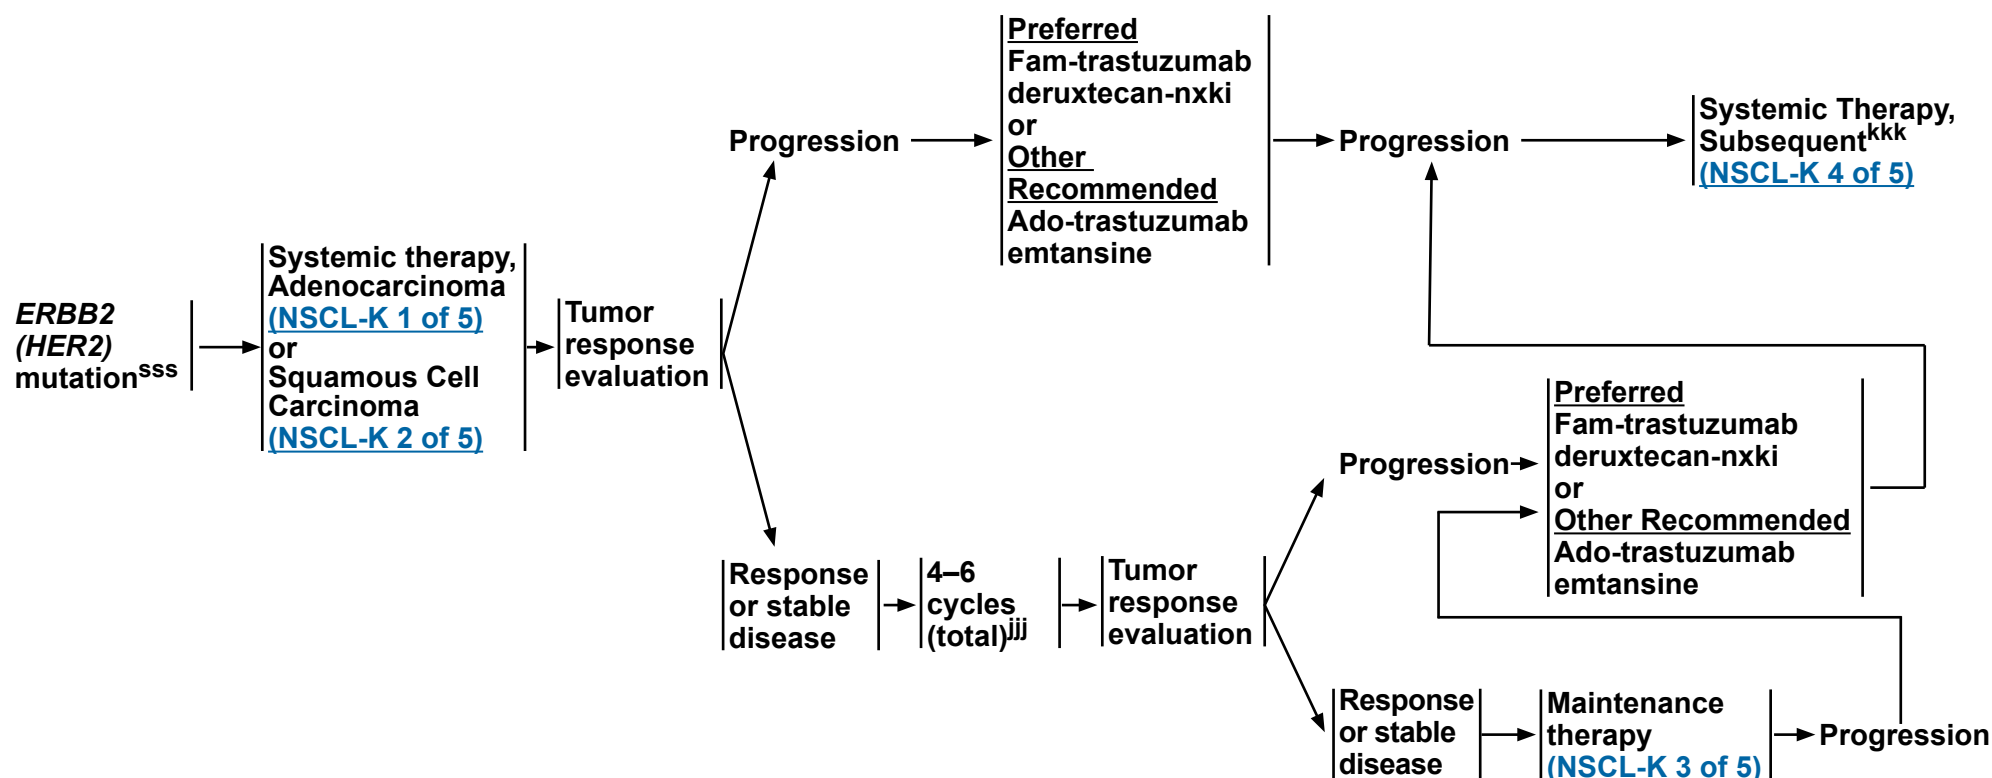 ERBB2
(HER2)
mutationsss
Systemic therapy,
Adenocarcinoma
(NSCL-K 1 of 5)
or
Squamous Cell
Carcinoma
(NSCL-K 2 of 5)
Tumor
response
evaluation
Progression
Preferred
Fam-trastuzumab
deruxtecan-nxki
or
Other
Recommended
Ado-trastuzumab
emtansine
Progression
Systemic Therapy,
Subsequentkkk
(NSCL-K 4 of 5)
Response
or stable
disease
4–6
cycles
(total)jjj
Tumor
response
evaluation
Progression
Preferred
Fam-trastuzumab
deruxtecan-nxki
or
Other Recommended
Ado-trastuzumab
emtansine
Response
or stable
disease
Maintenance
therapy
(NSCL-K 3 of 5)
Progression